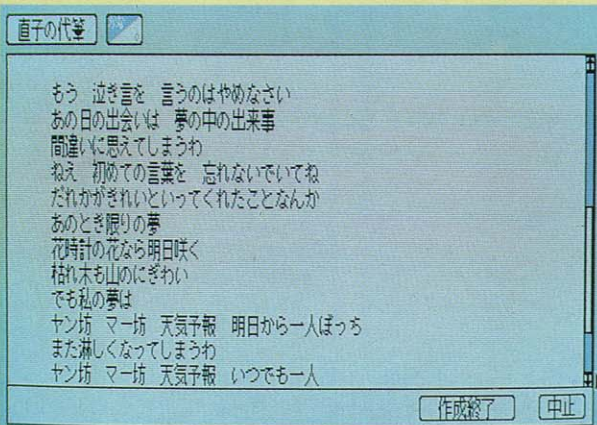 直子の代筆
もう 泣き言を 言うのはやめなさい
あの日の出会いは 夢の中の出来事
間違いに思えてしまうわ
ねえ 初めての言葉を 忘れないでいてね
だれかがきれいといってくれたことなんか
あのとき限りの夢
花時計の花なら明日咲く
枯れ木も山のにぎわい
でも私の夢は
ヤン坊 マー坊 天気予報 明日から一人ぼっち
また淋しくなってしまうわ
ヤン坊 マー坊 天気予報 いつでも一人
作成終了 中止